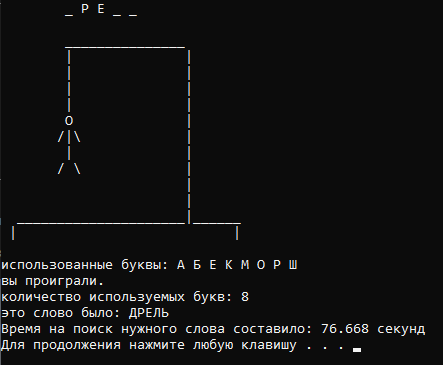 _ Р Е _ _
использованные буквы: А Б Е К М О Р Ш
вы проиграли.
количество используемых букв: 8
это слово было: ДРЕЛЬ
Время на поиск нужного слова составило: 76.668 секунд
Для продолжения нажмите любую клавишу . . .